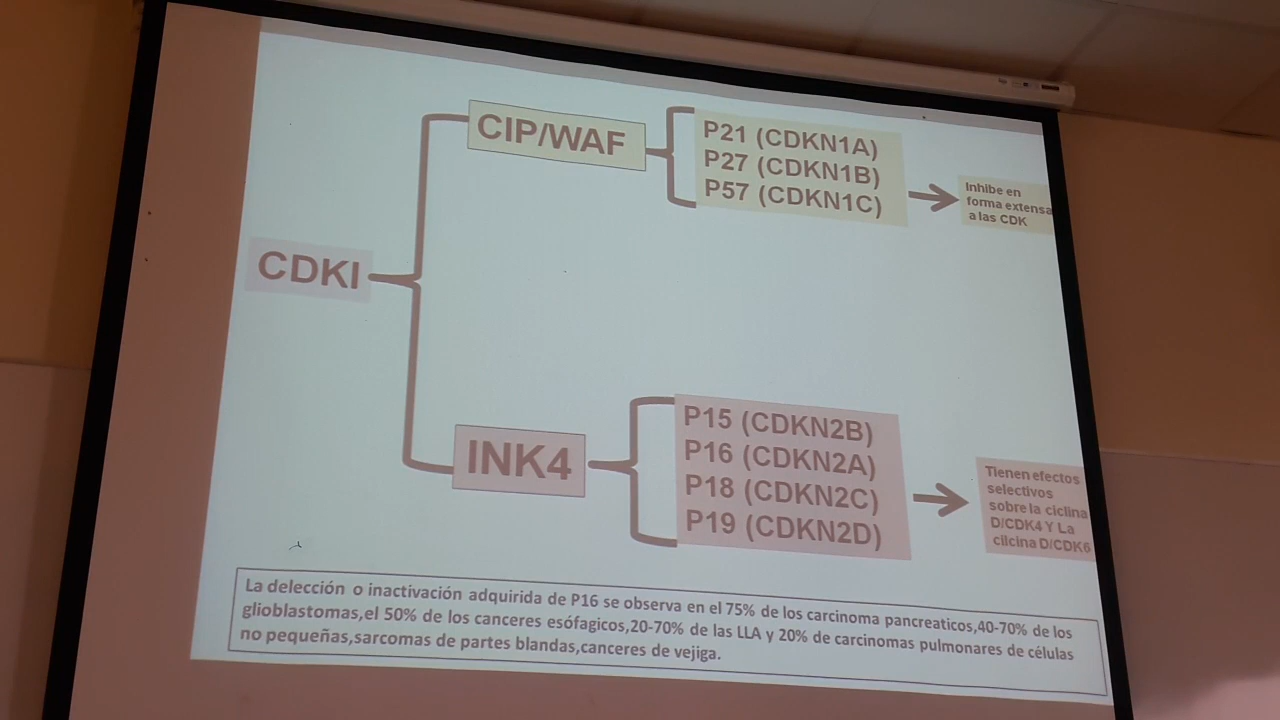 CIP/WAF
P21 (CDKN1A)
P27 (CDKN1B)
P57 (CDKN1C)
Inhibe en
forma extensa
a las CDK
CDKI
INK4
P15 (CDKN2B)
P16 (CDKN2A)
P18 (CDKN2C)
P19 (CDKN2D)
Tienen efectos
selectivos
sobre la ciclina
D/CDK4 Y La
cilcina D/CDK6
La delección o inactivación adquirida de P16 se observa en el 75% de los carcinoma pancreaticos,40-70% de los
glioblastomas,el 50% de los canceres esófagicos,20-70% de las LLA y 20% de carcinomas pulmonares de células
no pequeñas,sarcomas de partes blandas,canceres de vejiga.